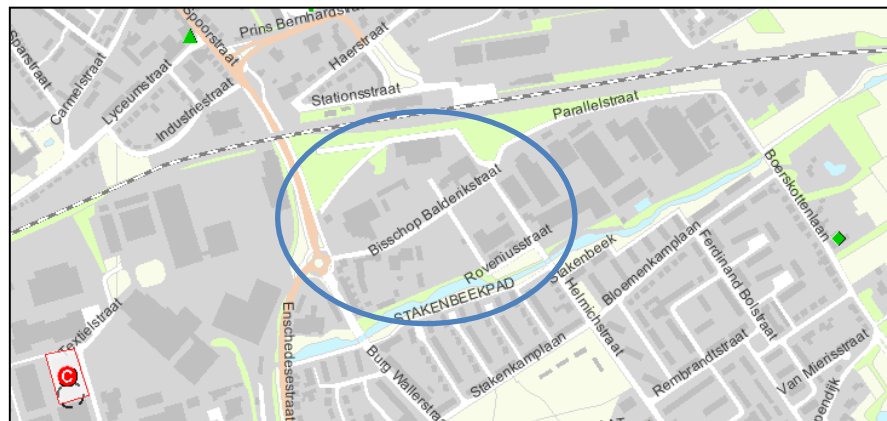 Prins Bernhardstra
Spoorstraat
Sparstraat
Carmelstraat
Lyceumstraat
Industriestraat
Haerstraat
Stationsstraat
Parallelstraat
Boerskottenlaan
Bisschop Balderikstraat
Roveniusstraat
Stakenbeek
STAKENBEEKPAD
Helmichstraat
Bloemenkamplaan
Ferdinand Bolstraat
Textielstraat
Enschedesestraat
Burg Wallerstraat
Stakenkamplaan
Rembrandtstraat
Van Mierisstraat
C